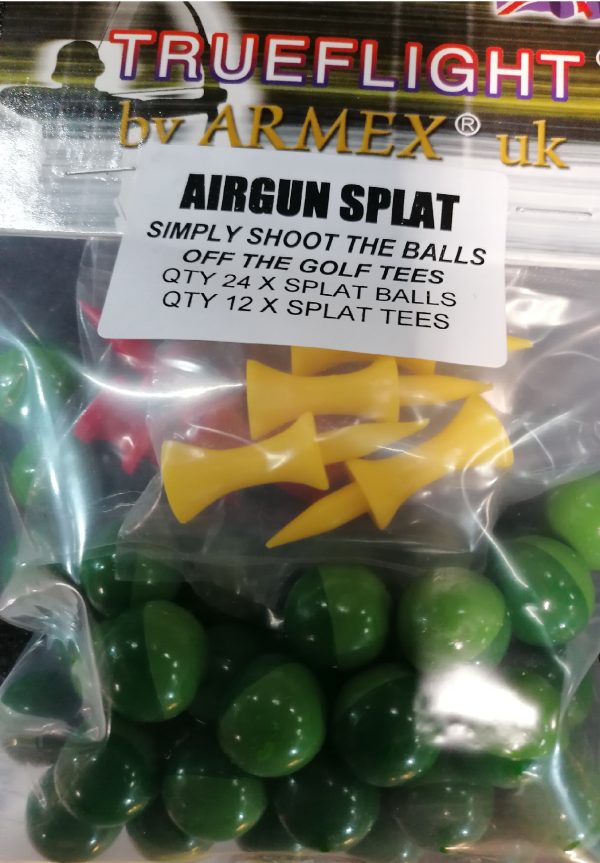 TRUEFLIGHT®
by ARMEX® uk
AIRGUN SPLAT
SIMPLY SHOOT THE BALLS
OFF THE GOLF TEES
QTY 24 X SPLAT BALLS
QTY 12 X SPLAT TEES